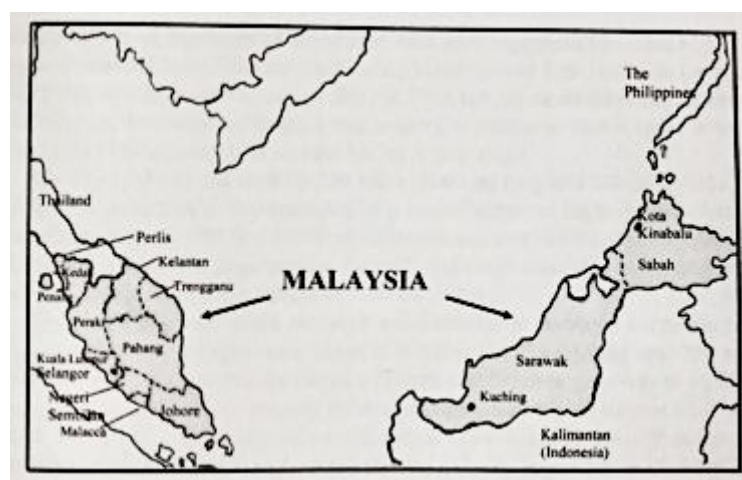 The
Philippines
?
Thailand
Perlis
Kelantan
Kedah
Trengganu
Penang
Perak
Pahang
Kuala Lumpur
Selangor
Negeri
Sembilan
Malacca
Johore
MALAYSIA
Kota
Kinabalu
Sabah
Sarawak
Kuching
Kalimantan
(Indonesia)